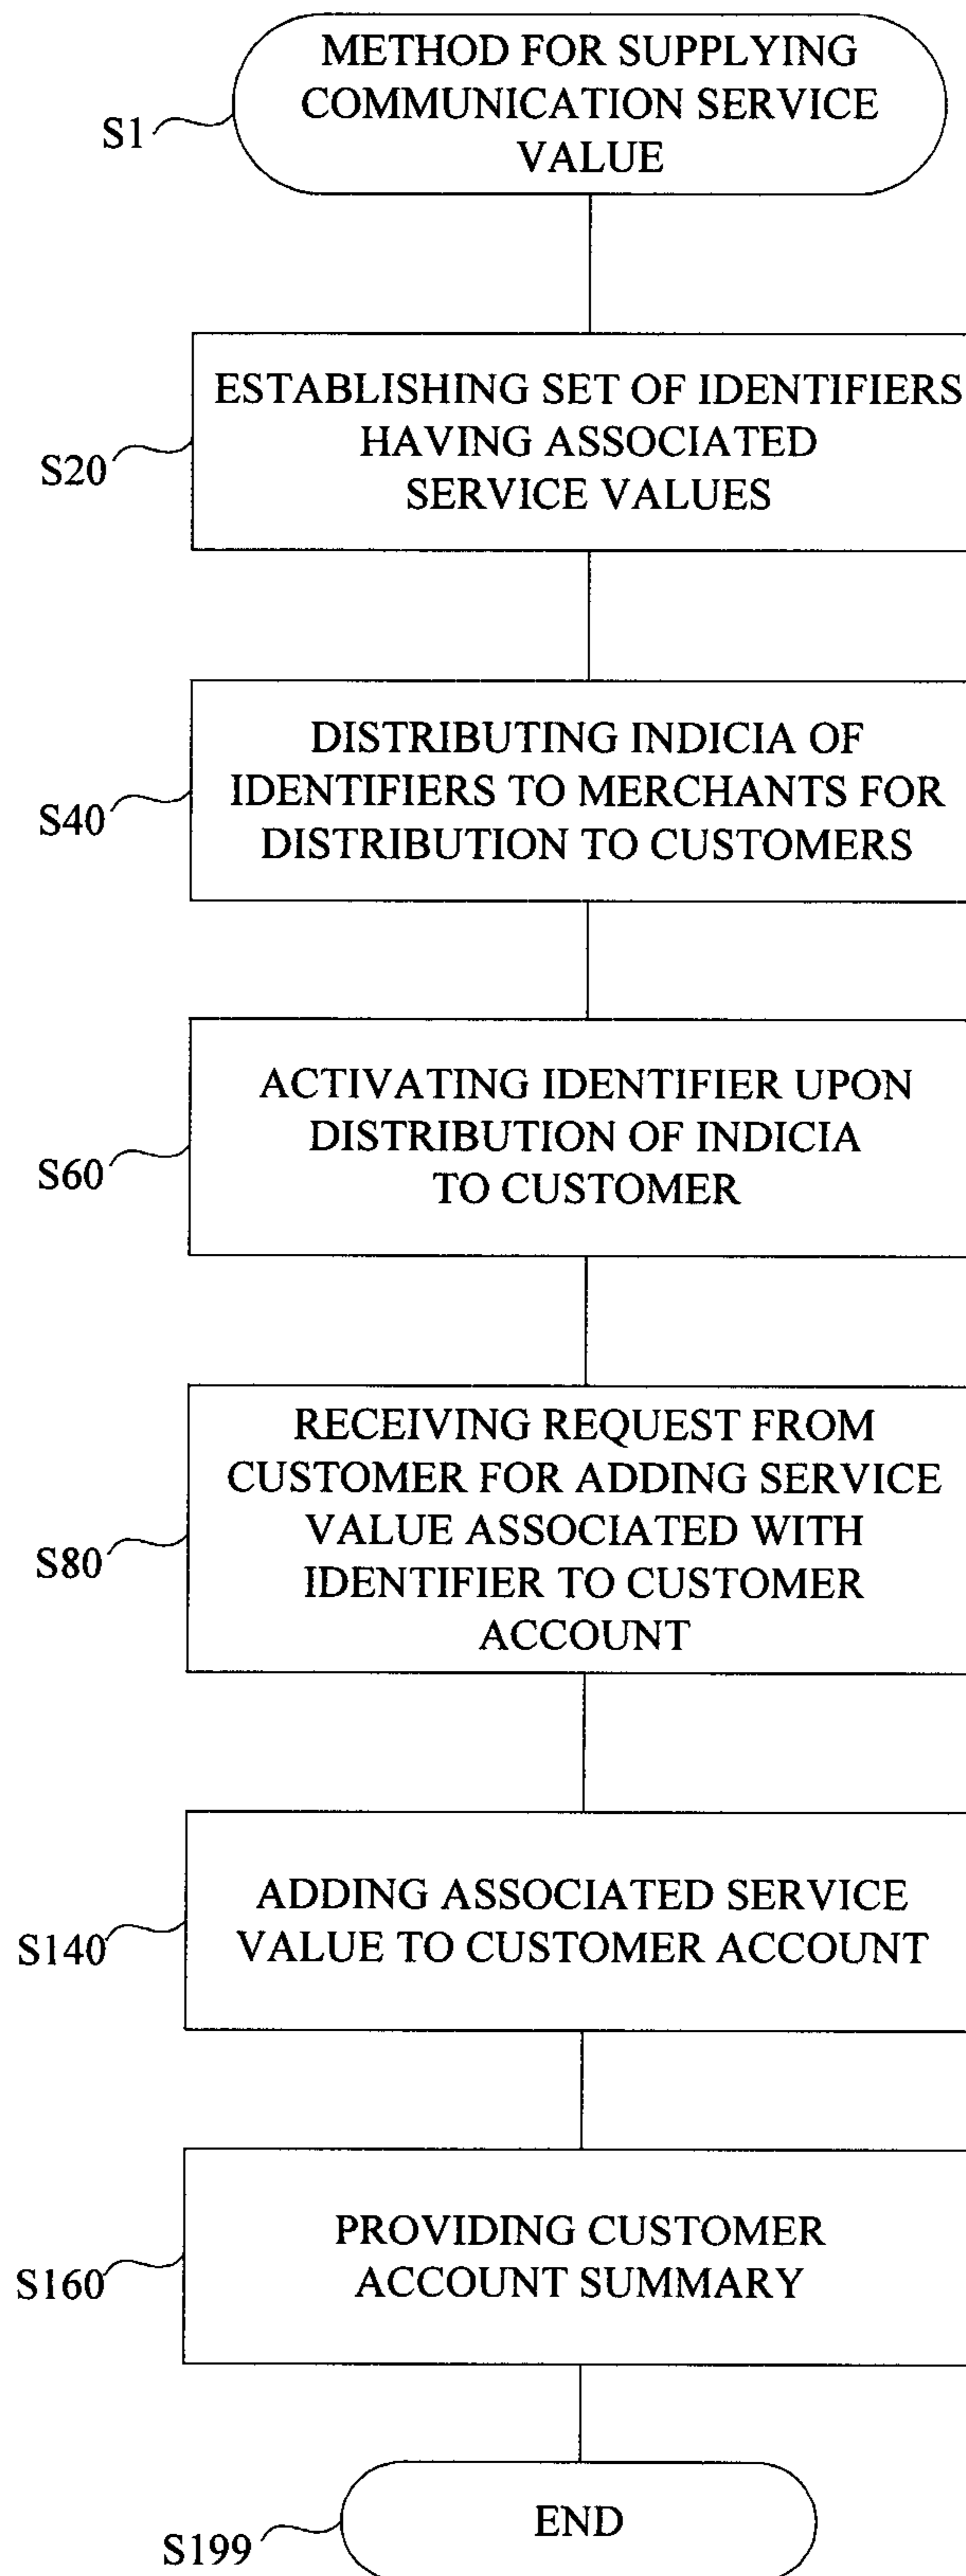 METHOD FOR SUPPLYING
COMMUNICATION SERVICE
VALUE
S1
ESTABLISHING SET OF IDENTIFIERS
HAVING ASSOCIATED
SERVICE VALUES
S20
DISTRIBUTING INDICIA OF
IDENTIFIERS TO MERCHANTS FOR
DISTRIBUTION TO CUSTOMERS
S40
ACTIVATING IDENTIFIER UPON
DISTRIBUTION OF INDICIA
TO CUSTOMER
S60
RECEIVING REQUEST FROM
CUSTOMER FOR ADDING SERVICE
VALUE ASSOCIATED WITH
IDENTIFIER TO CUSTOMER
ACCOUNT
S80
ADDING ASSOCIATED SERVICE
VALUE TO CUSTOMER ACCOUNT
S140
PROVIDING CUSTOMER
ACCOUNT SUMMARY
S160
END
S199